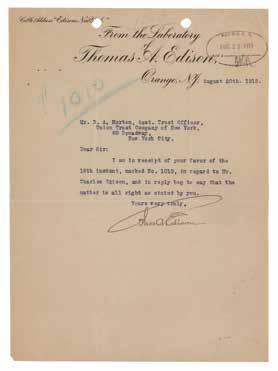 Cable Address "Edison, New York"
From the Laboratory
of
Thomas A. Edison,
Orange, N.J.
August 20th, 1912.
$ 1010
Mr. D. A. Morton, Asst. Trust Officer,
Union Trust Company of New York,
80 Broadway,
New York City.
Dear Sir:
I am in receipt of your favor of the
16th instant, marked No. 1010, in regard to Mr.
Charles Edison, and in reply beg to say that the
matter is all right as stated by you.
Yours very truly,
Thos A Edison